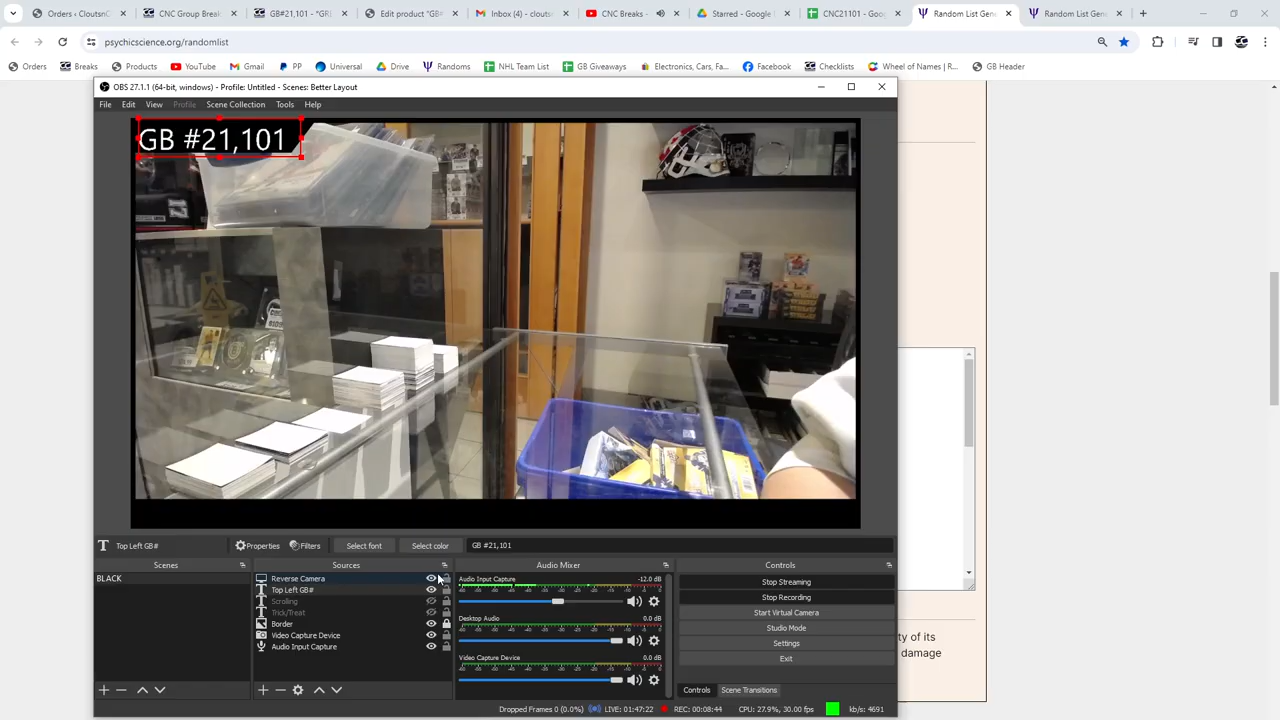 Orders < CloutsnC
CNC Group Breaks
GB#21,101 - "GB
Edit product "G
Inbox (4) - clouts
CNC Breaks -
Starred - Google
CNC21101 - Goog
Random List Gene
Random List Gene
psychicscience.org/randomlist
Orders
Breaks
Products
YouTube
Gmail
PP
Universal
Drive
Randoms
NHL Team List
GB Giveaways
Electronics, Cars, Fa...
Facebook
Checklists
Wheel of Names | R...
GB Header
OBS 27.1.1 (64-bit, windows) - Profile: Untitled - Scenes: Better Layout
File Edit View Profile Scene Collection Tools Help
GB #21,101
Top Left GB#
Properties
Filters
Select font
Select color
GB #21,101
Scenes
BLACK
Sources
Reverse Camera
Top Left GB#
Scrolling
Trick/Treat
Border
Video Capture Device
Audio Input Capture
Audio Mixer
Audio Input Capture -12.0 dB
Desktop Audio 0.0 dB
Video Capture Device 0.0 dB
Controls
Stop Streaming
Stop Recording
Start Virtual Camera
Studio Mode
Settings
Exit
Controls
Scene Transitions
ty of its
damage
Dropped Frames 0 (0.0%) LIVE: 01:47:22 REC: 00:08:44 CPU: 27.9%, 30.00 fps kb/s: 4691